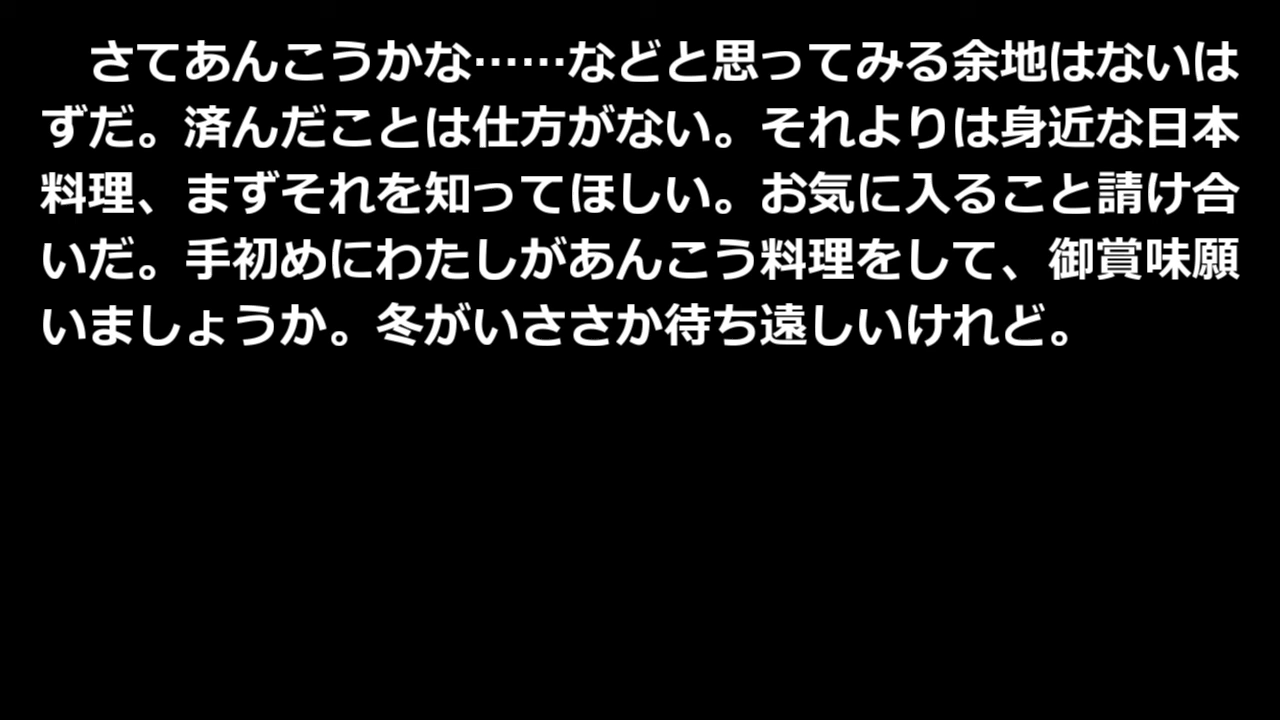 さてあんこうかな……などと思ってみる余地はないは
ずだ。済んだことは仕方がない。それよりは身近な日本
料理、まずそれを知ってほしい。お気に入ること請け合
いだ。手初めにわたしがあんこう料理をして、御賞味願
いましょうか。冬がいささか待ち遠しいけれど。